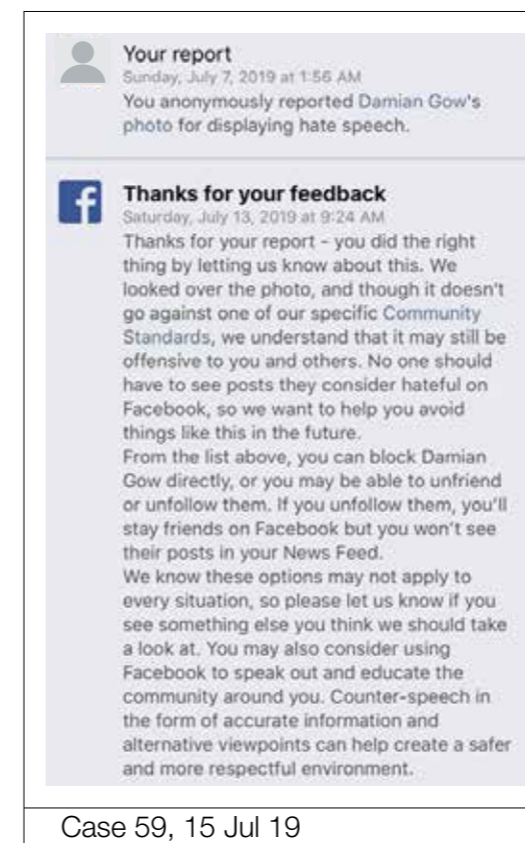 Your report
Sunday, July 7, 2019 at 1:56 AM
You anonymously reported Damian Gow's
photo for displaying hate speech.
Thanks for your feedback
Saturday, July 13, 2019 at 9:24 AM
Thanks for your report - you did the right
thing by letting us know about this. We
looked over the photo, and though it doesn't
go against one of our specific Community
Standards, we understand that it may still be
offensive to you and others. No one should
have to see posts they consider hateful on
Facebook, so we want to help you avoid
things like this in the future.
From the list above, you can block Damian
Gow directly, or you may be able to unfriend
or unfollow them. If you unfollow them, you'll
stay friends on Facebook but you won't see
their posts in your News Feed.
We know these options may not apply to
every situation, so please let us know if you
see something else you think we should take
a look at. You may also consider using
Facebook to speak out and educate the
community around you. Counter-speech in
the form of accurate information and
alternative viewpoints can help create a safer
and more respectful environment.
Case 59, 15 Jul 19